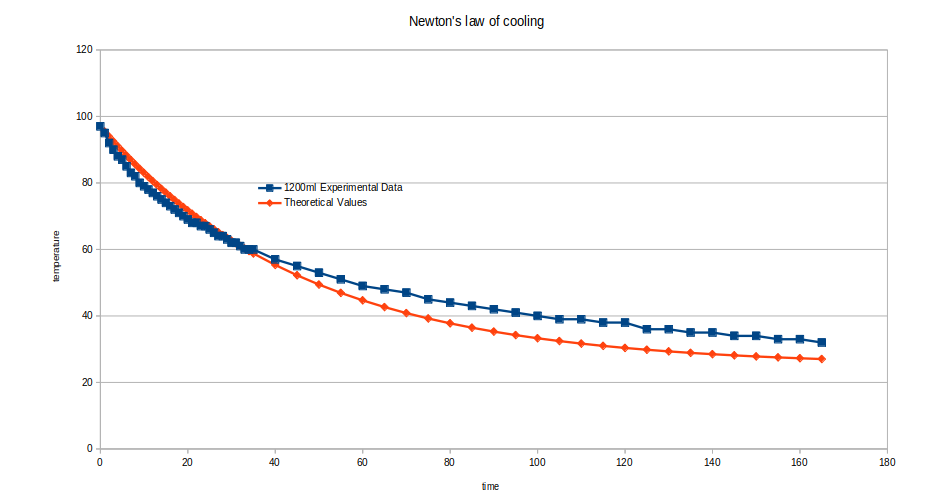 Newton's law of cooling
120
100
80
60
40
20
0
temperature
1200ml Experimental Data
Theoretical Values
0 20 40 60 80 100 120 140 160 180
time